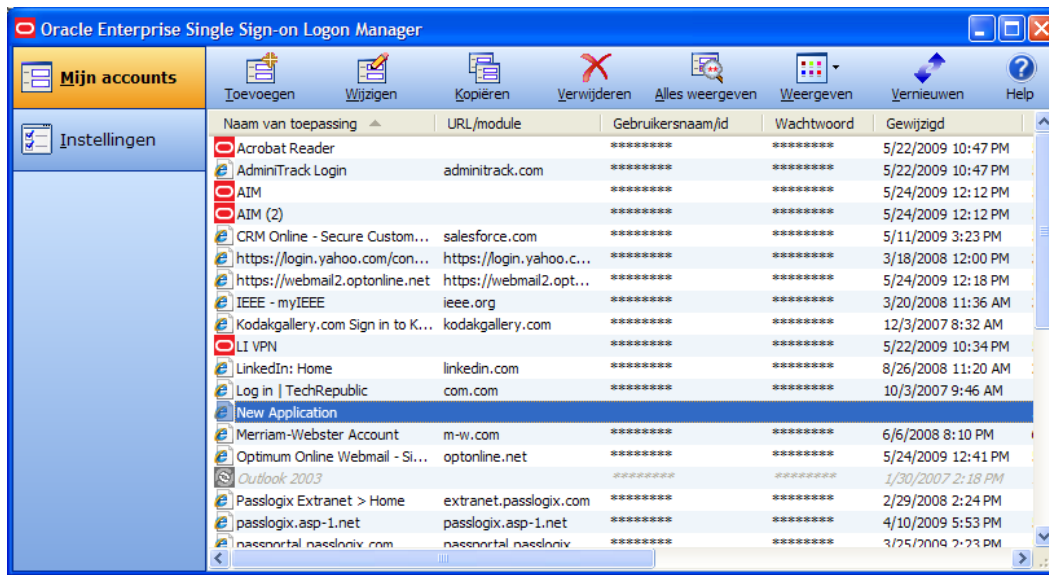 Oracle Enterprise Single Sign-on Logon Manager
Mijn accounts
Instellingen
Toevoegen Wijzigen Kopiëren Verwijderen Alles weergeven Weergeven Vernieuwen Help
Naam van toepassing URL/module Gebruikersnaam/id Wachtwoord Gewijzigd
Acrobat Reader ******** ******** 5/22/2009 10:47 PM
AdminiTrack Login adminitrack.com ******** ******** 5/22/2009 10:47 PM
AIM ******** ******** 5/24/2009 12:12 PM
AIM (2) ******** ******** 5/24/2009 12:12 PM
CRM Online - Secure Custom... salesforce.com ******** ******** 5/11/2009 3:23 PM
https://login.yahoo.com/con... https://login.yahoo.c... ******** ******** 3/18/2008 12:00 PM
https://webmail2.optonline.net https://webmail2.opt... ******** ******** 5/24/2009 12:18 PM
IEEE - myIEEE ieee.org ******** ******** 3/20/2008 11:36 AM
Kodakgallery.com Sign in to K... kodakgallery.com ******** ******** 12/3/2007 8:32 AM
LI VPN ******** ******** 5/22/2009 10:34 PM
LinkedIn: Home linkedin.com ******** ******** 8/26/2008 11:20 AM
Log in | TechRepublic com.com ******** ******** 10/3/2007 9:46 AM
New Application
Merriam-Webster Account m-w.com ******** ******** 6/6/2008 8:10 PM
Optimum Online Webmail - Si... optonline.net ******** ******** 5/24/2009 12:41 PM
Outlook 2003 ******** ******** 1/30/2007 2:18 PM
Passlogix Extranet > Home extranet.passlogix.com ******** ******** 2/29/2008 2:24 PM
passlogix.asp-1.net passlogix.asp-1.net ******** ******** 4/10/2009 5:53 PM
passportal.passlogix.com passportal.passlogix ******** ******** 3/25/2009 2:23 PM